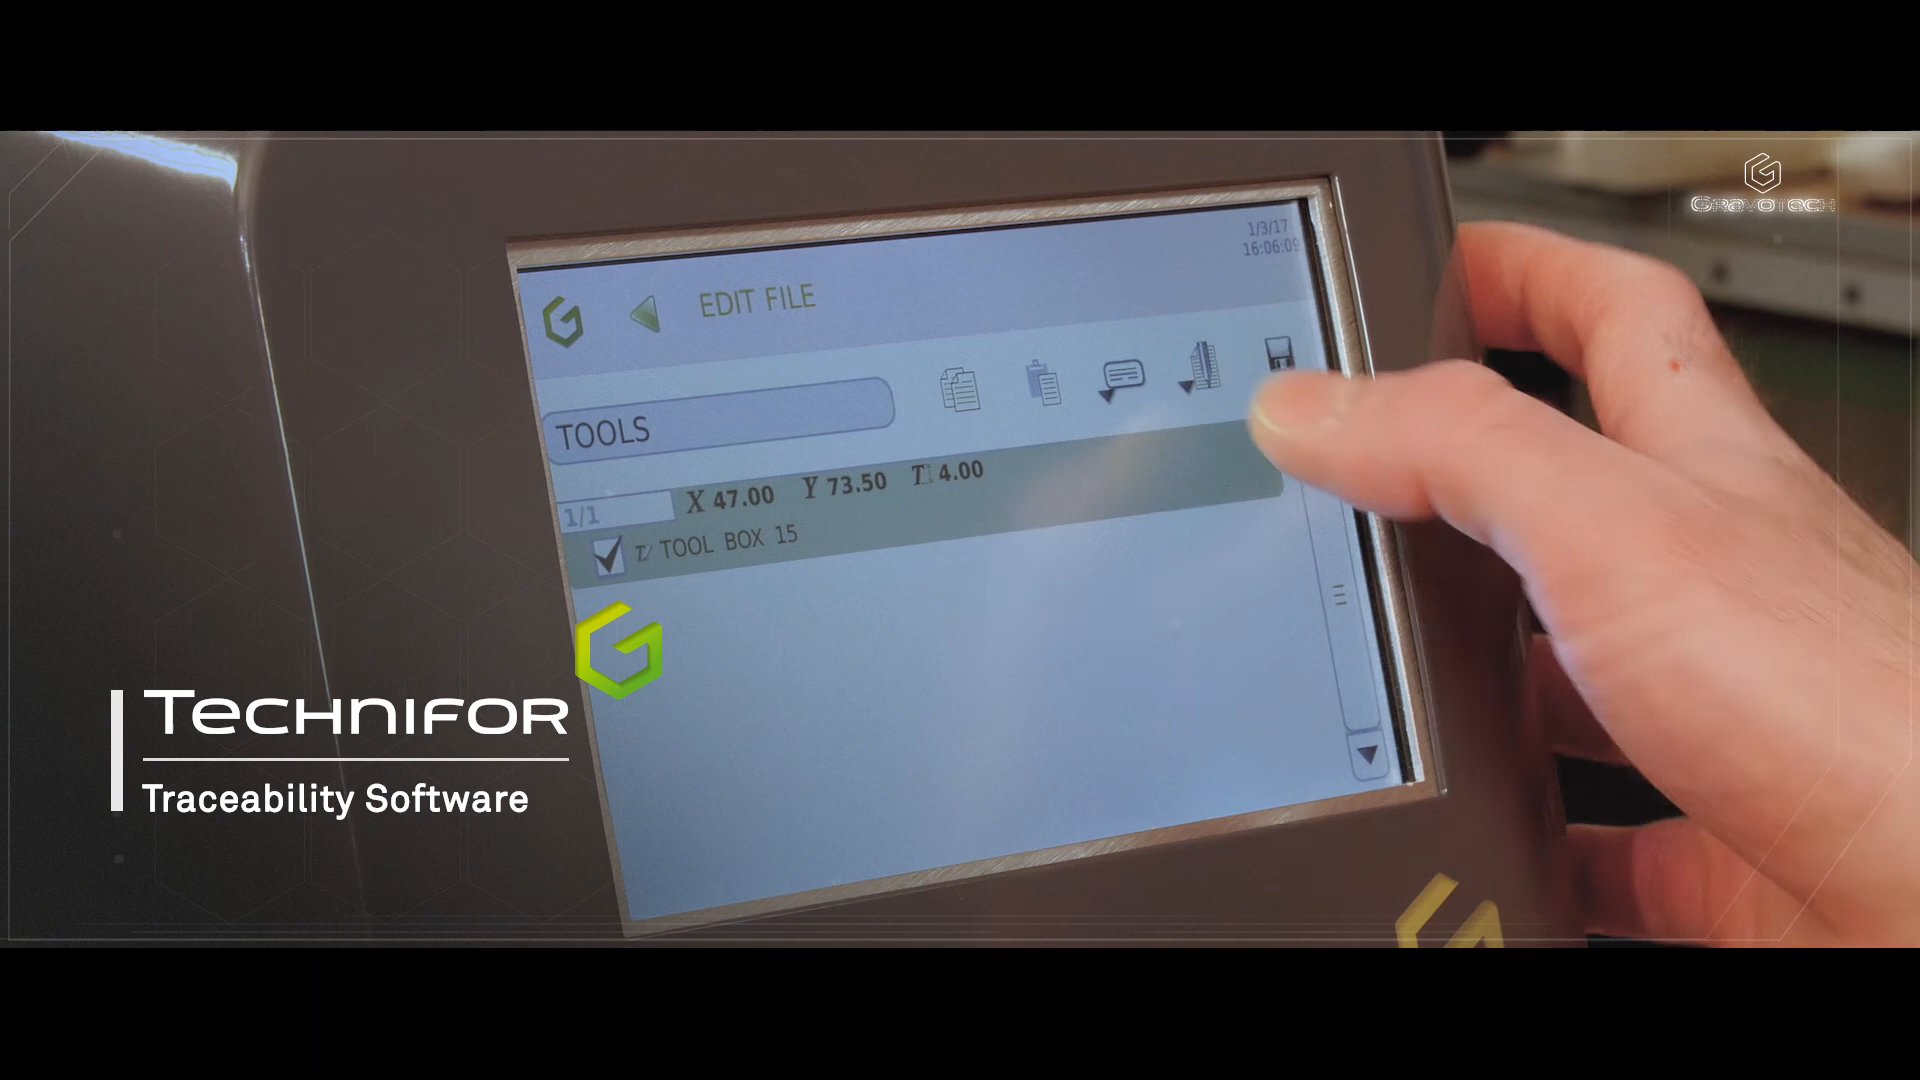 1/3/17
16:06:09
Gravotech
EDIT FILE
TOOLS
1/1 X 47.00 Y 73.50 T 4.00
TOOL BOX 15
Technifor
Traceability Software